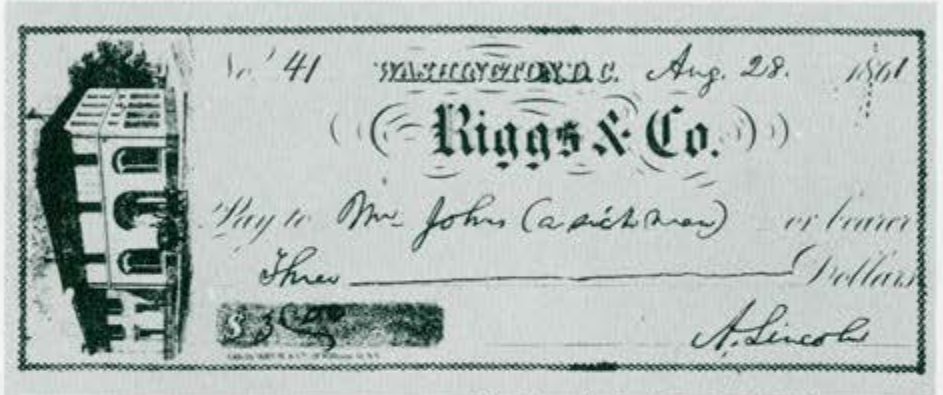 No. 41 WASHINGTON, D.C. Aug. 28. 1861
Riggs & Co.
Pay to Mr Johns (a sick man) or bearer
Three Dollars
$ 3
A. Lincoln